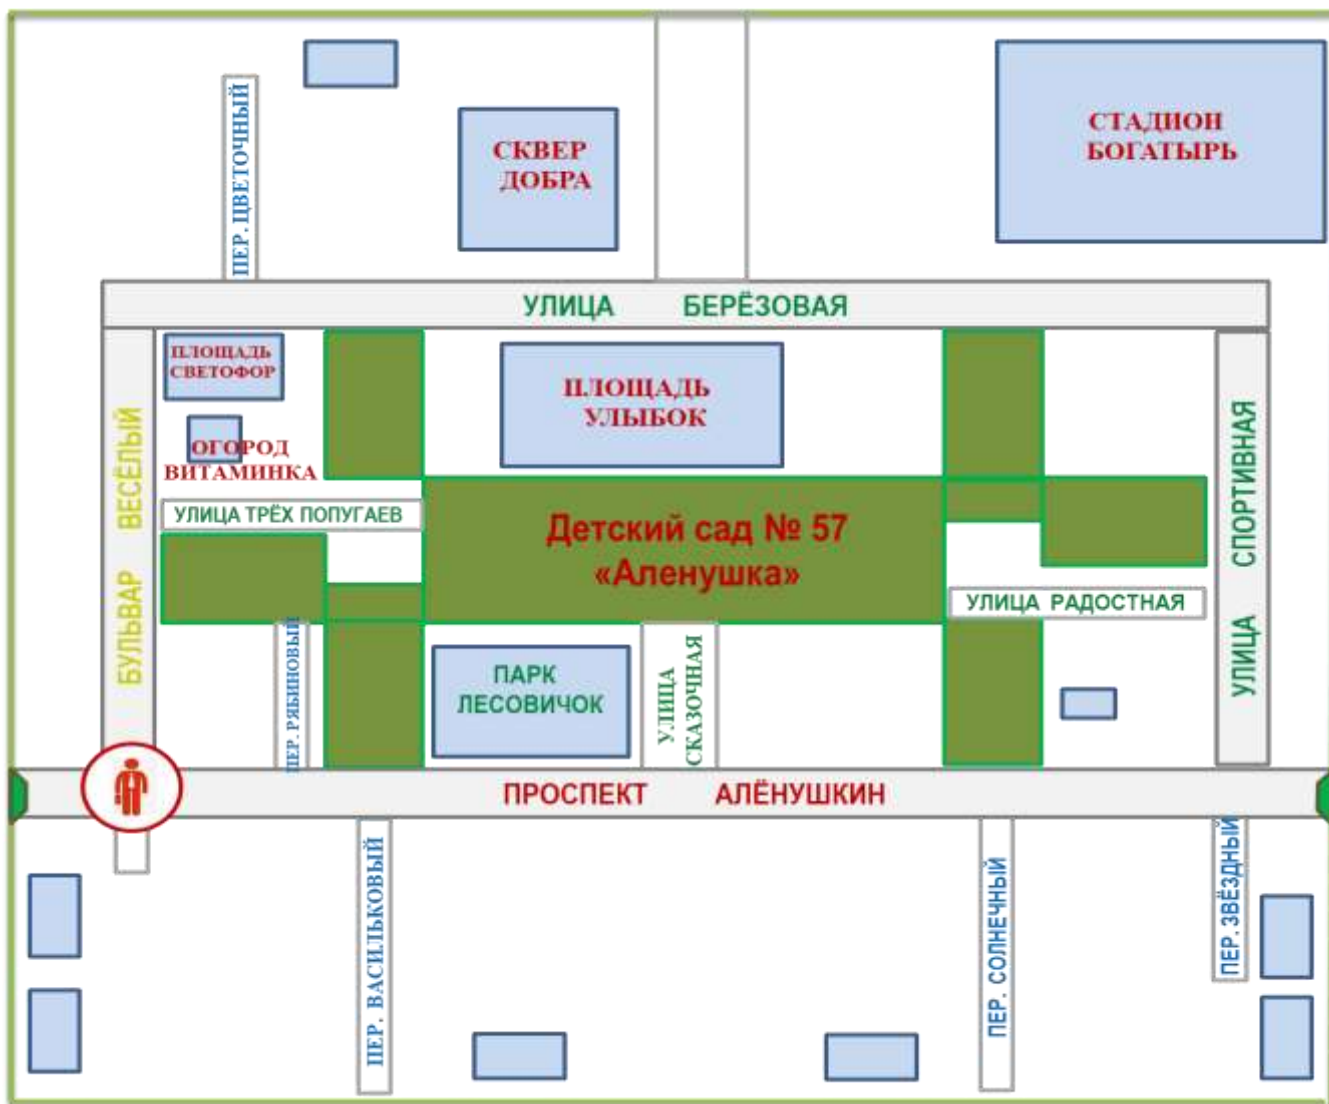 ПЕР. ЦВЕТОЧНЫЙ
СКВЕР
ДОБРА
СТАДИОН
БОГАТЫРЬ
УЛИЦА БЕРЁЗОВАЯ
ПЛОЩАДЬ
СВЕТОФОР
ПЛОЩАДЬ
УЛЫБОК
ОГОРОД
ВИТАМИНКА
БУЛЬВАР ВЕСЁЛЫЙ
УЛИЦА СПОРТИВНАЯ
УЛИЦА ТРЁХ ПОПУГАЕВ
Детский сад № 57
«Аленушка»
УЛИЦА РАДОСТНАЯ
ПЕР. РЯБИНОВЫЙ
ПАРК
ЛЕСОВИЧОК
УЛИЦА
СКАЗОЧНАЯ
ПРОСПЕКТ АЛЁНУШКИН
ПЕР. ВАСИЛЬКОВЫЙ
ПЕР. СОЛНЕЧНЫЙ
ПЕР. ЗВЁЗДНЫЙ